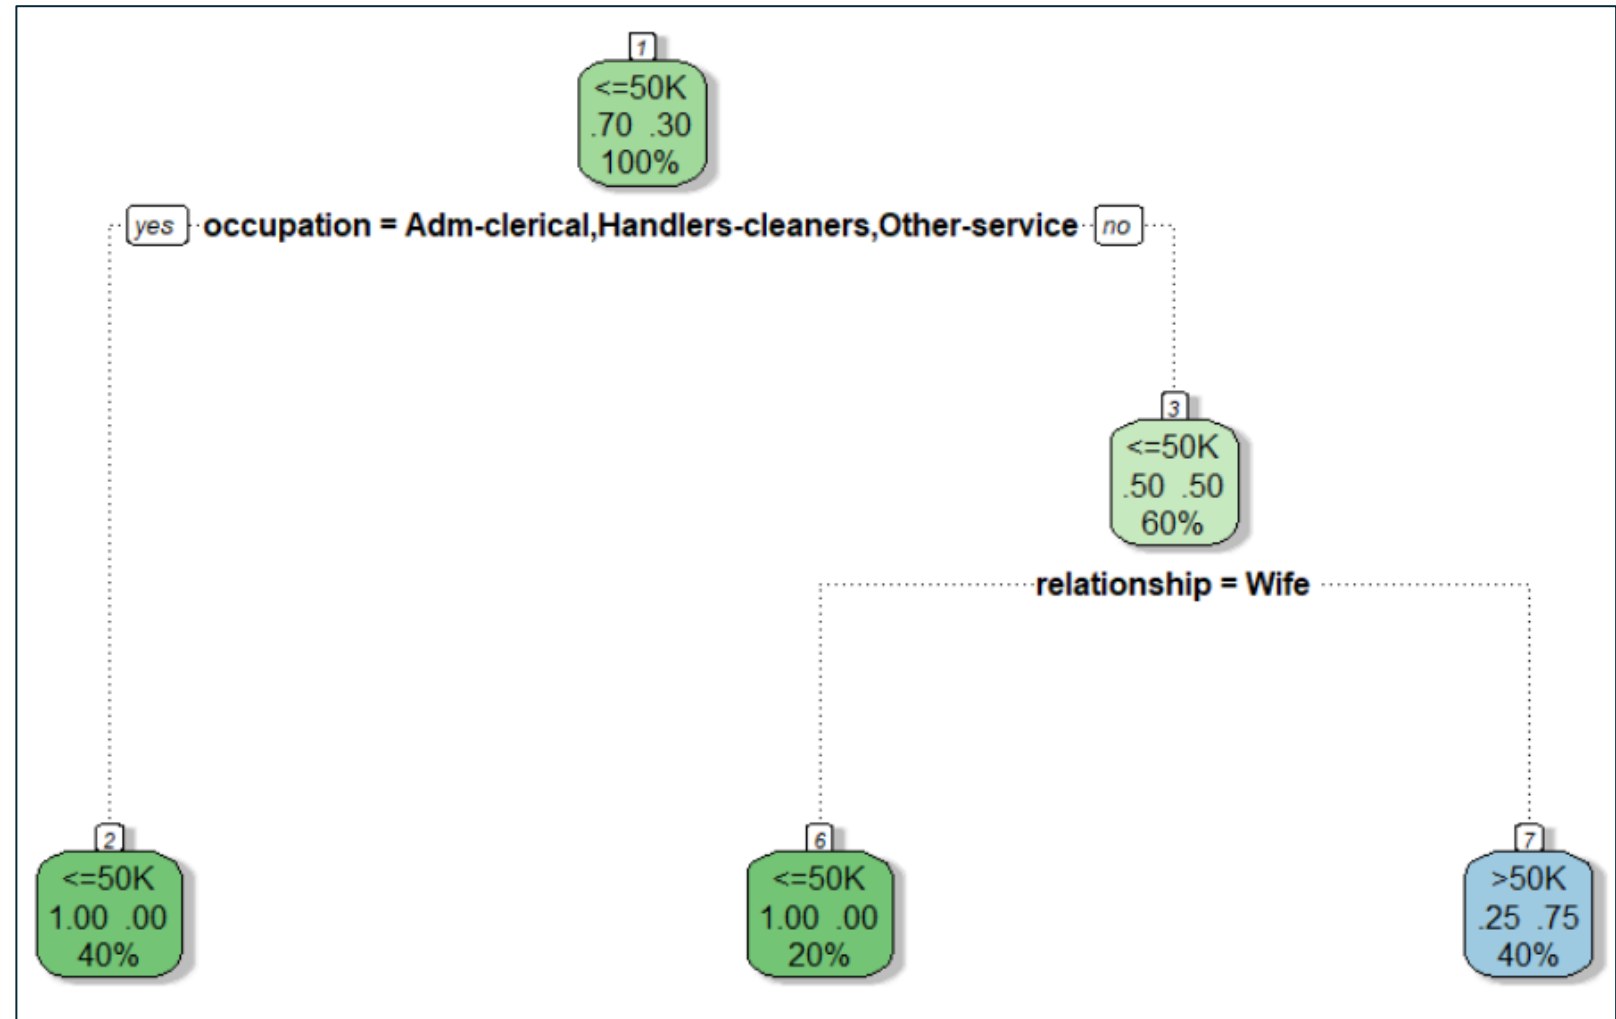 1
<=50K
.70 .30
100%
yes occupation = Adm-clerical,Handlers-cleaners,Other-service no
3
<=50K
.50 .50
60%
relationship = Wife
2
<=50K
1.00 .00
40%
6
<=50K
1.00 .00
20%
7
>50K
.25 .75
40%